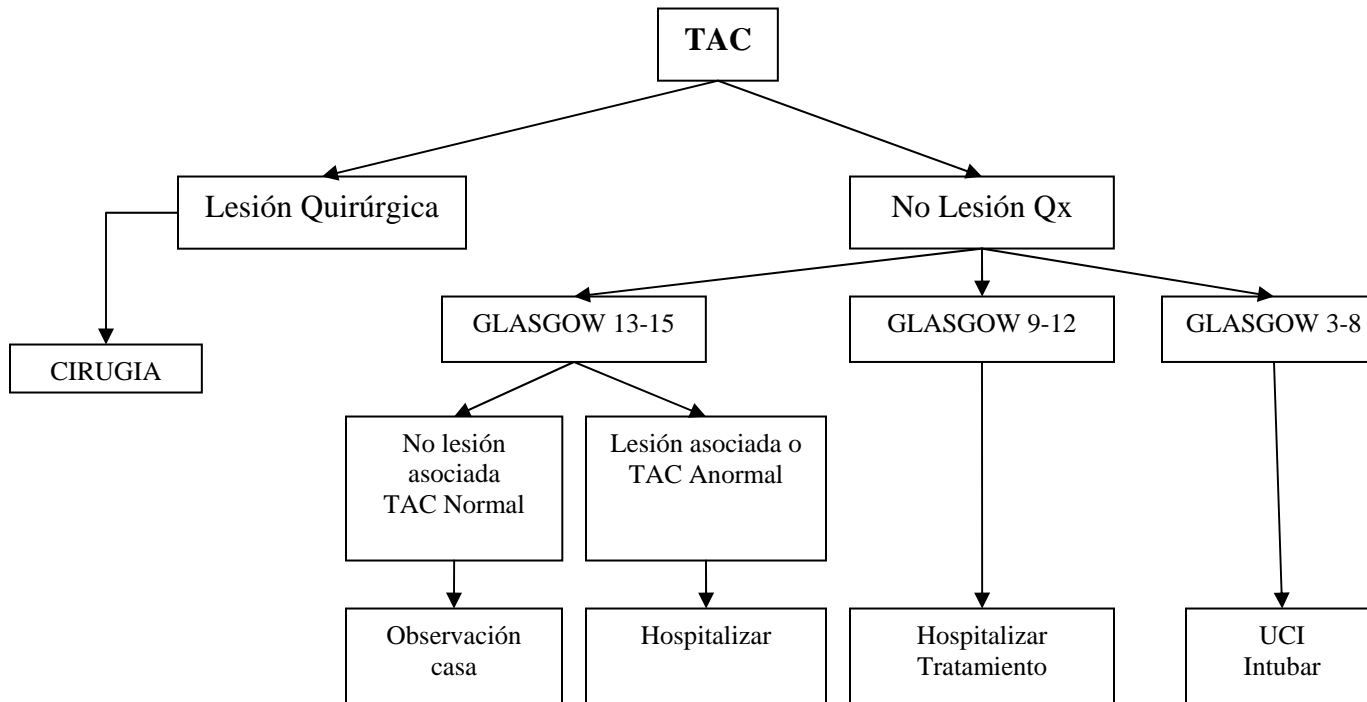 TAC
Lesión Quirúrgica
No Lesión Qx
GLASGOW 13-15
GLASGOW 9-12
GLASGOW 3-8
CIRUGIA
No lesión
asociada
TAC Normal
Lesión asociada o
TAC Anormal
Observación
casa
Hospitalizar
Hospitalizar
Tratamiento
UCI
Intubar